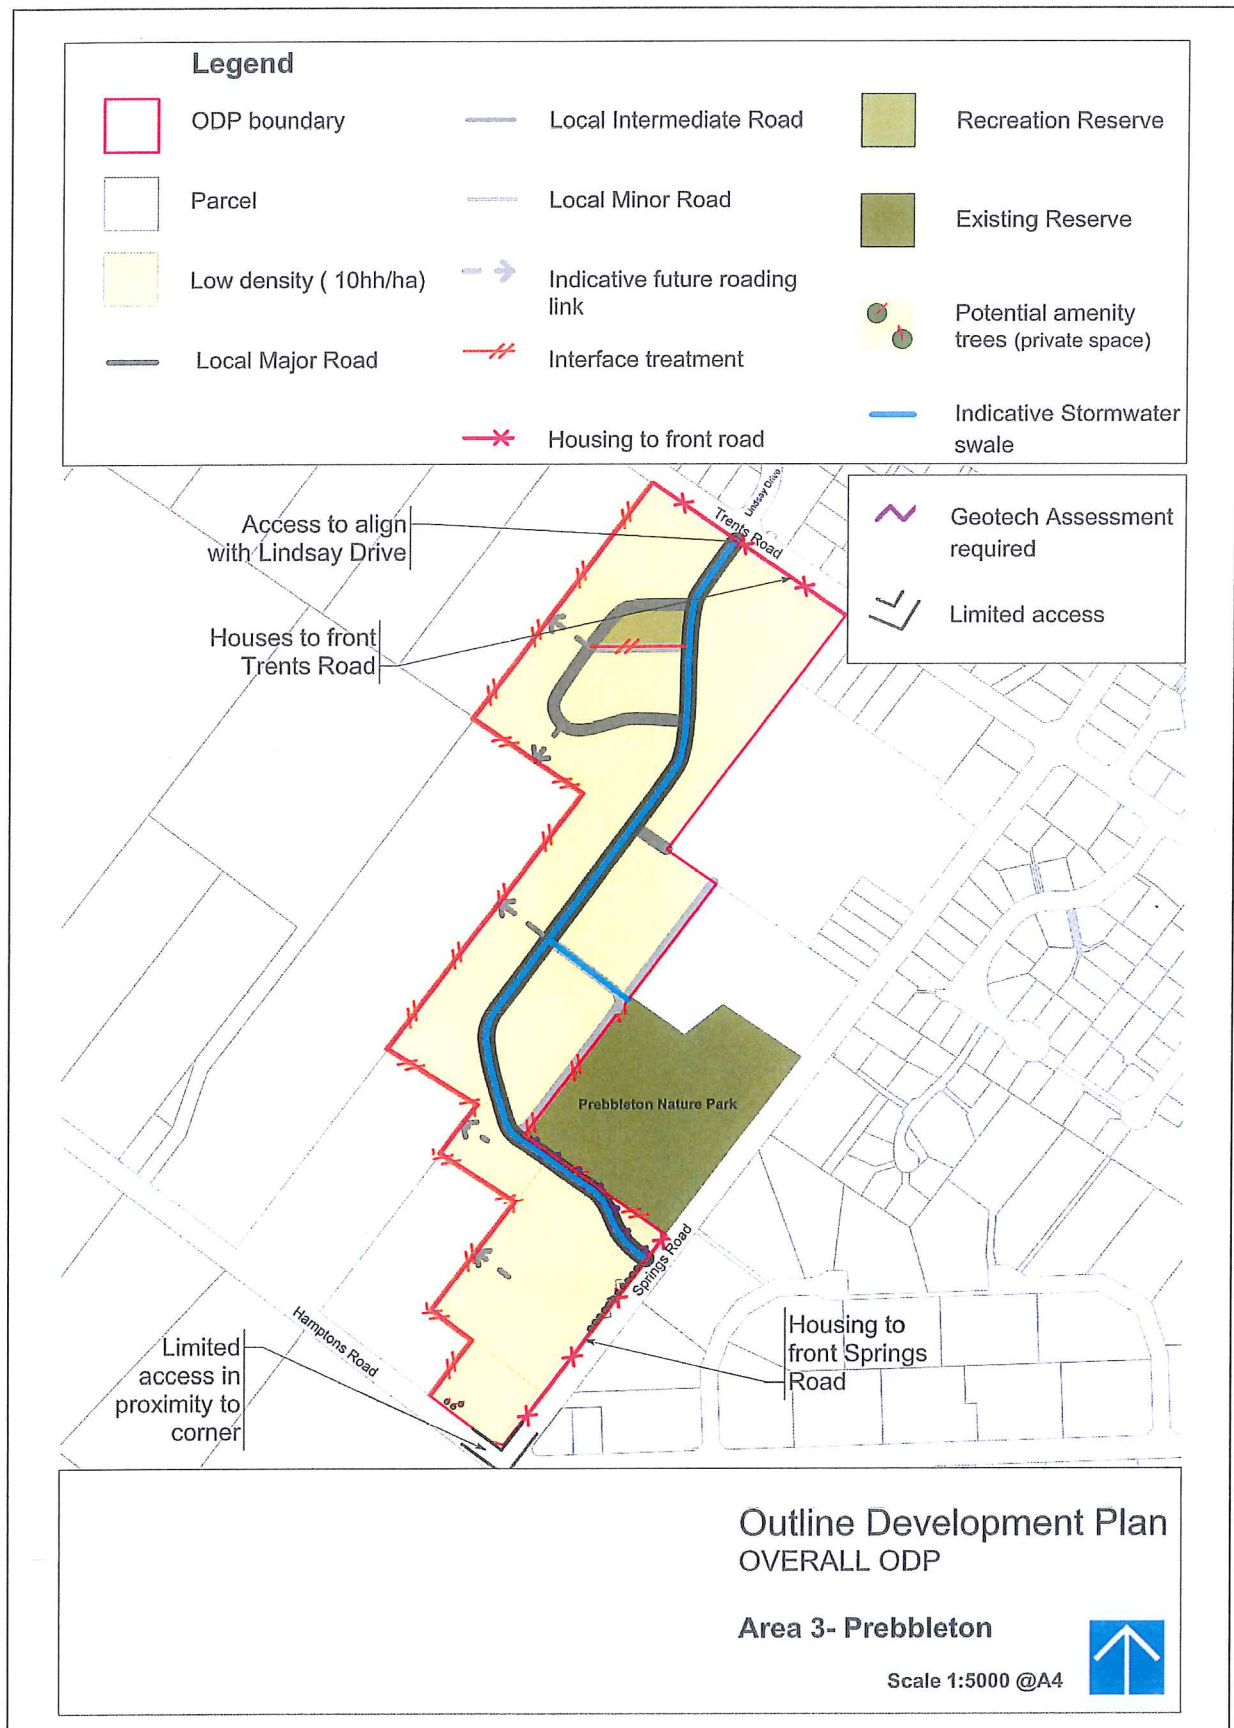 Legend
ODP boundary
Parcel
Low density ( 10hh/ha)
Local Major Road
Local Intermediate Road
Local Minor Road
Indicative future roading
link
Interface treatment
Housing to front road
Recreation Reserve
Existing Reserve
Potential amenity
trees (private space)
Indicative Stormwater
swale
Geotech Assessment
required
Limited access
Lindsay Drive
Trents Road
Access to align
with Lindsay Drive
Houses to front
Trents Road
Prebbleton Nature Park
Springs Road
Hamptons Road
Limited
access in
proximity to
corner
Housing to
front Springs
Road
Outline Development Plan
OVERALL ODP
Area 3- Prebbleton
Scale 1:5000 @A4